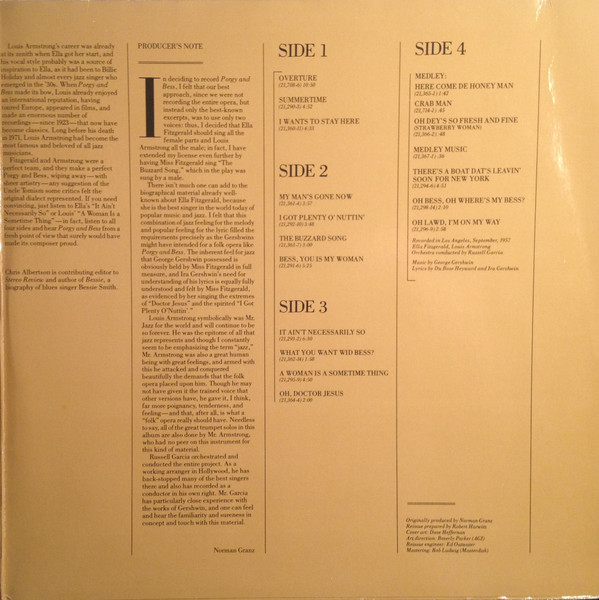 Louis Armstrong's career was already
at its zenith when Ella got her start, and
his vocal style probably was a source of
inspiration to Ella, as it had been to Billie
Holiday and almost every jazz singer who
emerged in the '30s. When Porgy and
Bess made its bow, Louis already enjoyed
an international reputation, having
toured Europe, appeared in films, and
made an enormous number of
recordings—since 1923—that now have
become classics. Long before his death
in 1971, Louis Armstrong had become the
most famous and beloved of all jazz
musicians.
Fitzgerald and Armstrong were a
perfect team, and they make a perfect
Porgy and Bess, wiping away—with
sheer artistry—any suggestion of the
Uncle Tomism some critics felt the
original dialect represented. If you need
convincing, just listen to Ella's "It Ain't
Necessarily So" or Louis' "A Woman Is a
Sometime Thing"—in fact, listen to all
four sides and hear Porgy and Bess from a
fresh point of view that surely would have
made its composer proud.
Chris Albertson is contributing editor to
Stereo Review and author of Bessie, a
biography of blues singer Bessie Smith.
PRODUCER'S NOTE
In deciding to record Porgy and
Bess, I felt that our best
approach, since we were not
recording the entire opera, but
instead only the best-known
excerpts, was to use only two
voices: thus, I decided that Ella
Fitzgerald should sing all the
female parts and Louis
Armstrong all the male; in fact, I have
extended my license even further by
having Miss Fitzgerald sing "The
Buzzard Song," which in the play was
sung by a male.
There isn't much one can add to the
biographical material already well-
known about Ella Fitzgerald, because
she is the best singer in the world today of
popular music and jazz. I felt that this
combination of jazz feeling for the melody
and popular feeling for the lyric filled the
requirements precisely as the Gershwins
might have intended for a folk opera like
Porgy and Bess. The inherent feel for jazz
that George Gershwin possessed is
obviously held by Miss Fitzgerald in full
measure, and Ira Gershwin's need for
understanding of his lyrics is equally fully
understood and felt by Miss Fitzgerald,
as evidenced by her singing the extremes
of "Doctor Jesus" and the spirited "I Got
Plenty O'Nuttin'."
Louis Armstrong symbolically was Mr.
Jazz for the world and will continue to be
so forever. He was the epitome of all that
jazz represents and though I constantly
seem to be emphasizing the term "jazz,"
Mr. Armstrong was also a great human
being with great feelings, and armed with
this he attacked and conquered
beautifully the demands that the folk
opera placed upon him. Though he may
not have given it the trained voice that
other versions have, he gave it, I think,
far more poignancy, tenderness, and
feeling—and that, after all, is what a
"folk" opera really should have. Needless
to say, all of the great trumpet solos in this
album are also done by Mr. Armstrong,
who had no peer on this instrument for
this kind of material.
Russell Garcia orchestrated and
conducted the entire project. As a
working arranger in Hollywood, he has
back-stopped many of the best singers
there and also has recorded as a
conductor in his own right. Mr. Garcia
has particularly close experience with
the works of Gershwin, and one can feel
and hear the familiarity and sureness in
concept and touch with this material.
Norman Granz
SIDE 1
OVERTURE
SUMMERTIME
I WANTS TO STAY HERE
SIDE 2
MY MAN'S GONE NOW
I GOT PLENTY O' NUTTIN'
THE BUZZARD SONG
BESS, YOU IS MY WOMAN
SIDE 3
IT AIN'T NECESSARILY SO
WHAT YOU WANT WID BESS?
A WOMAN IS A SOMETIME THING
OH, DOCTOR JESUS
SIDE 4
MEDLEY:
HERE COME DE HONEY MAN
CRAB MAN
OH DEY'S SO FRESH AND FINE
(STRAWBERRY WOMAN)
MEDLEY MUSIC
THERE'S A BOAT DAT'S LEAVIN'
SOON FOR NEW YORK
OH BESS, OH WHERE'S MY BESS?
OH LAWD, I'M ON MY WAY
Recorded in Los Angeles, September, 1957
Ella Fitzgerald, Louis Armstrong
Orchestra conducted by Russell Garcia
Music by George Gershwin
Lyrics by Du Bose Heyward and Ira Gershwin
Originally produced by Norman Granz
Reissue prepared by Robert Hurwitz
Cover art: Dave Heffernan
Art direction: Beverly Parker (AGI)
Reissue engineer: Ed Outwater
Mastering: Bob Ludwig (Masterdisk)